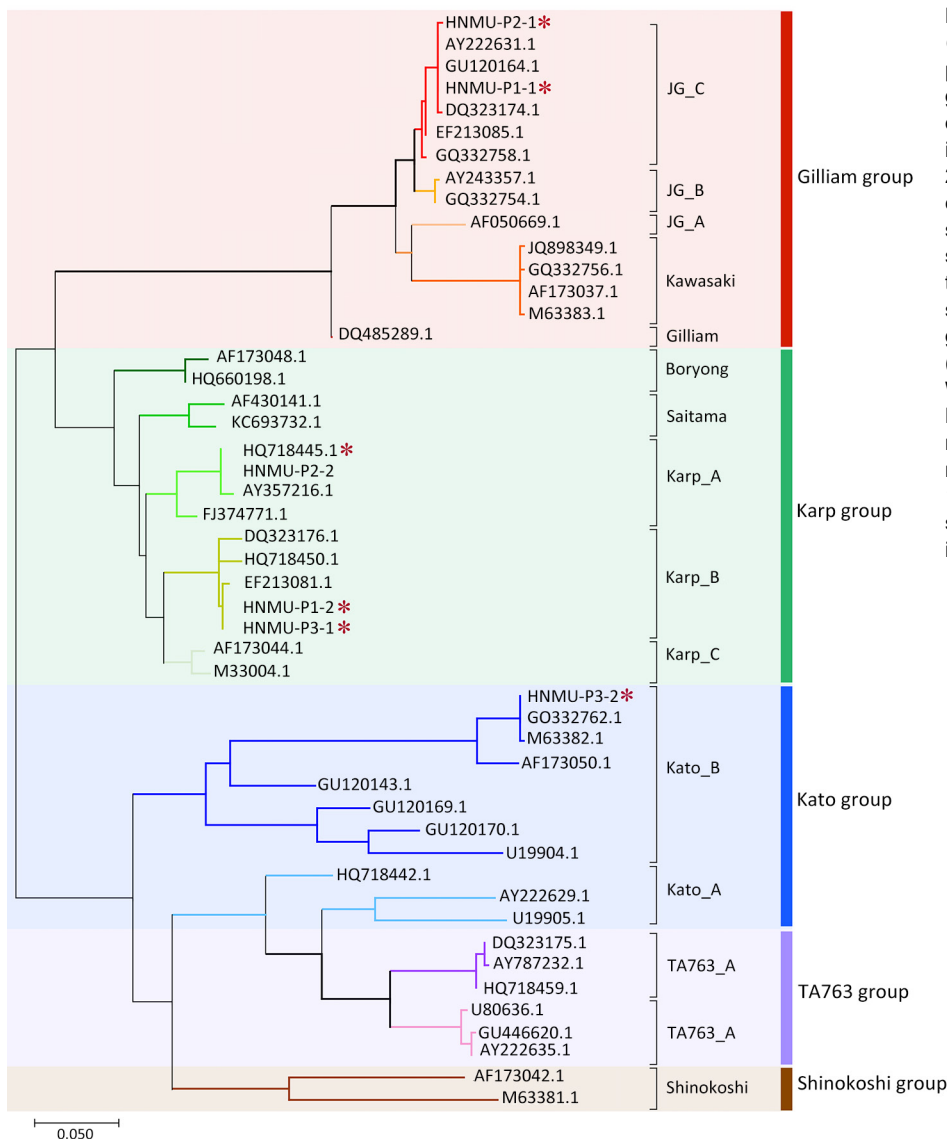 HNMU-P2-1*
AY222631.1
GU120164.1
HNMU-P1-1*
DQ323174.1
EF213085.1
GQ332758.1
JG_C
AY243357.1
GQ332754.1
JG_B
AF050669.1
JG_A
JQ898349.1
GQ332756.1
AF173037.1
M63383.1
Kawasaki
DQ485289.1
Gilliam
Gilliam group
AF173048.1
HQ660198.1
Boryong
AF430141.1
KC693732.1
Saitama
HQ718445.1*
HNMU-P2-2
AY357216.1
FJ374771.1
Karp_A
DQ323176.1
HQ718450.1
EF213081.1
HNMU-P1-2*
HNMU-P3-1*
Karp_B
AF173044.1
M33004.1
Karp_C
Karp group
HNMU-P3-2*
GO332762.1
M63382.1
AF173050.1
GU120143.1
GU120169.1
GU120170.1
U19904.1
Kato_B
HQ718442.1
AY222629.1
U19905.1
Kato_A
Kato group
DQ323175.1
AY787232.1
HQ718459.1
TA763_A
U80636.1
GU446620.1
AY222635.1
TA763_A
TA763 group
AF173042.1
M63381.1
Shinokoshi
Shinokoshi group
0.050